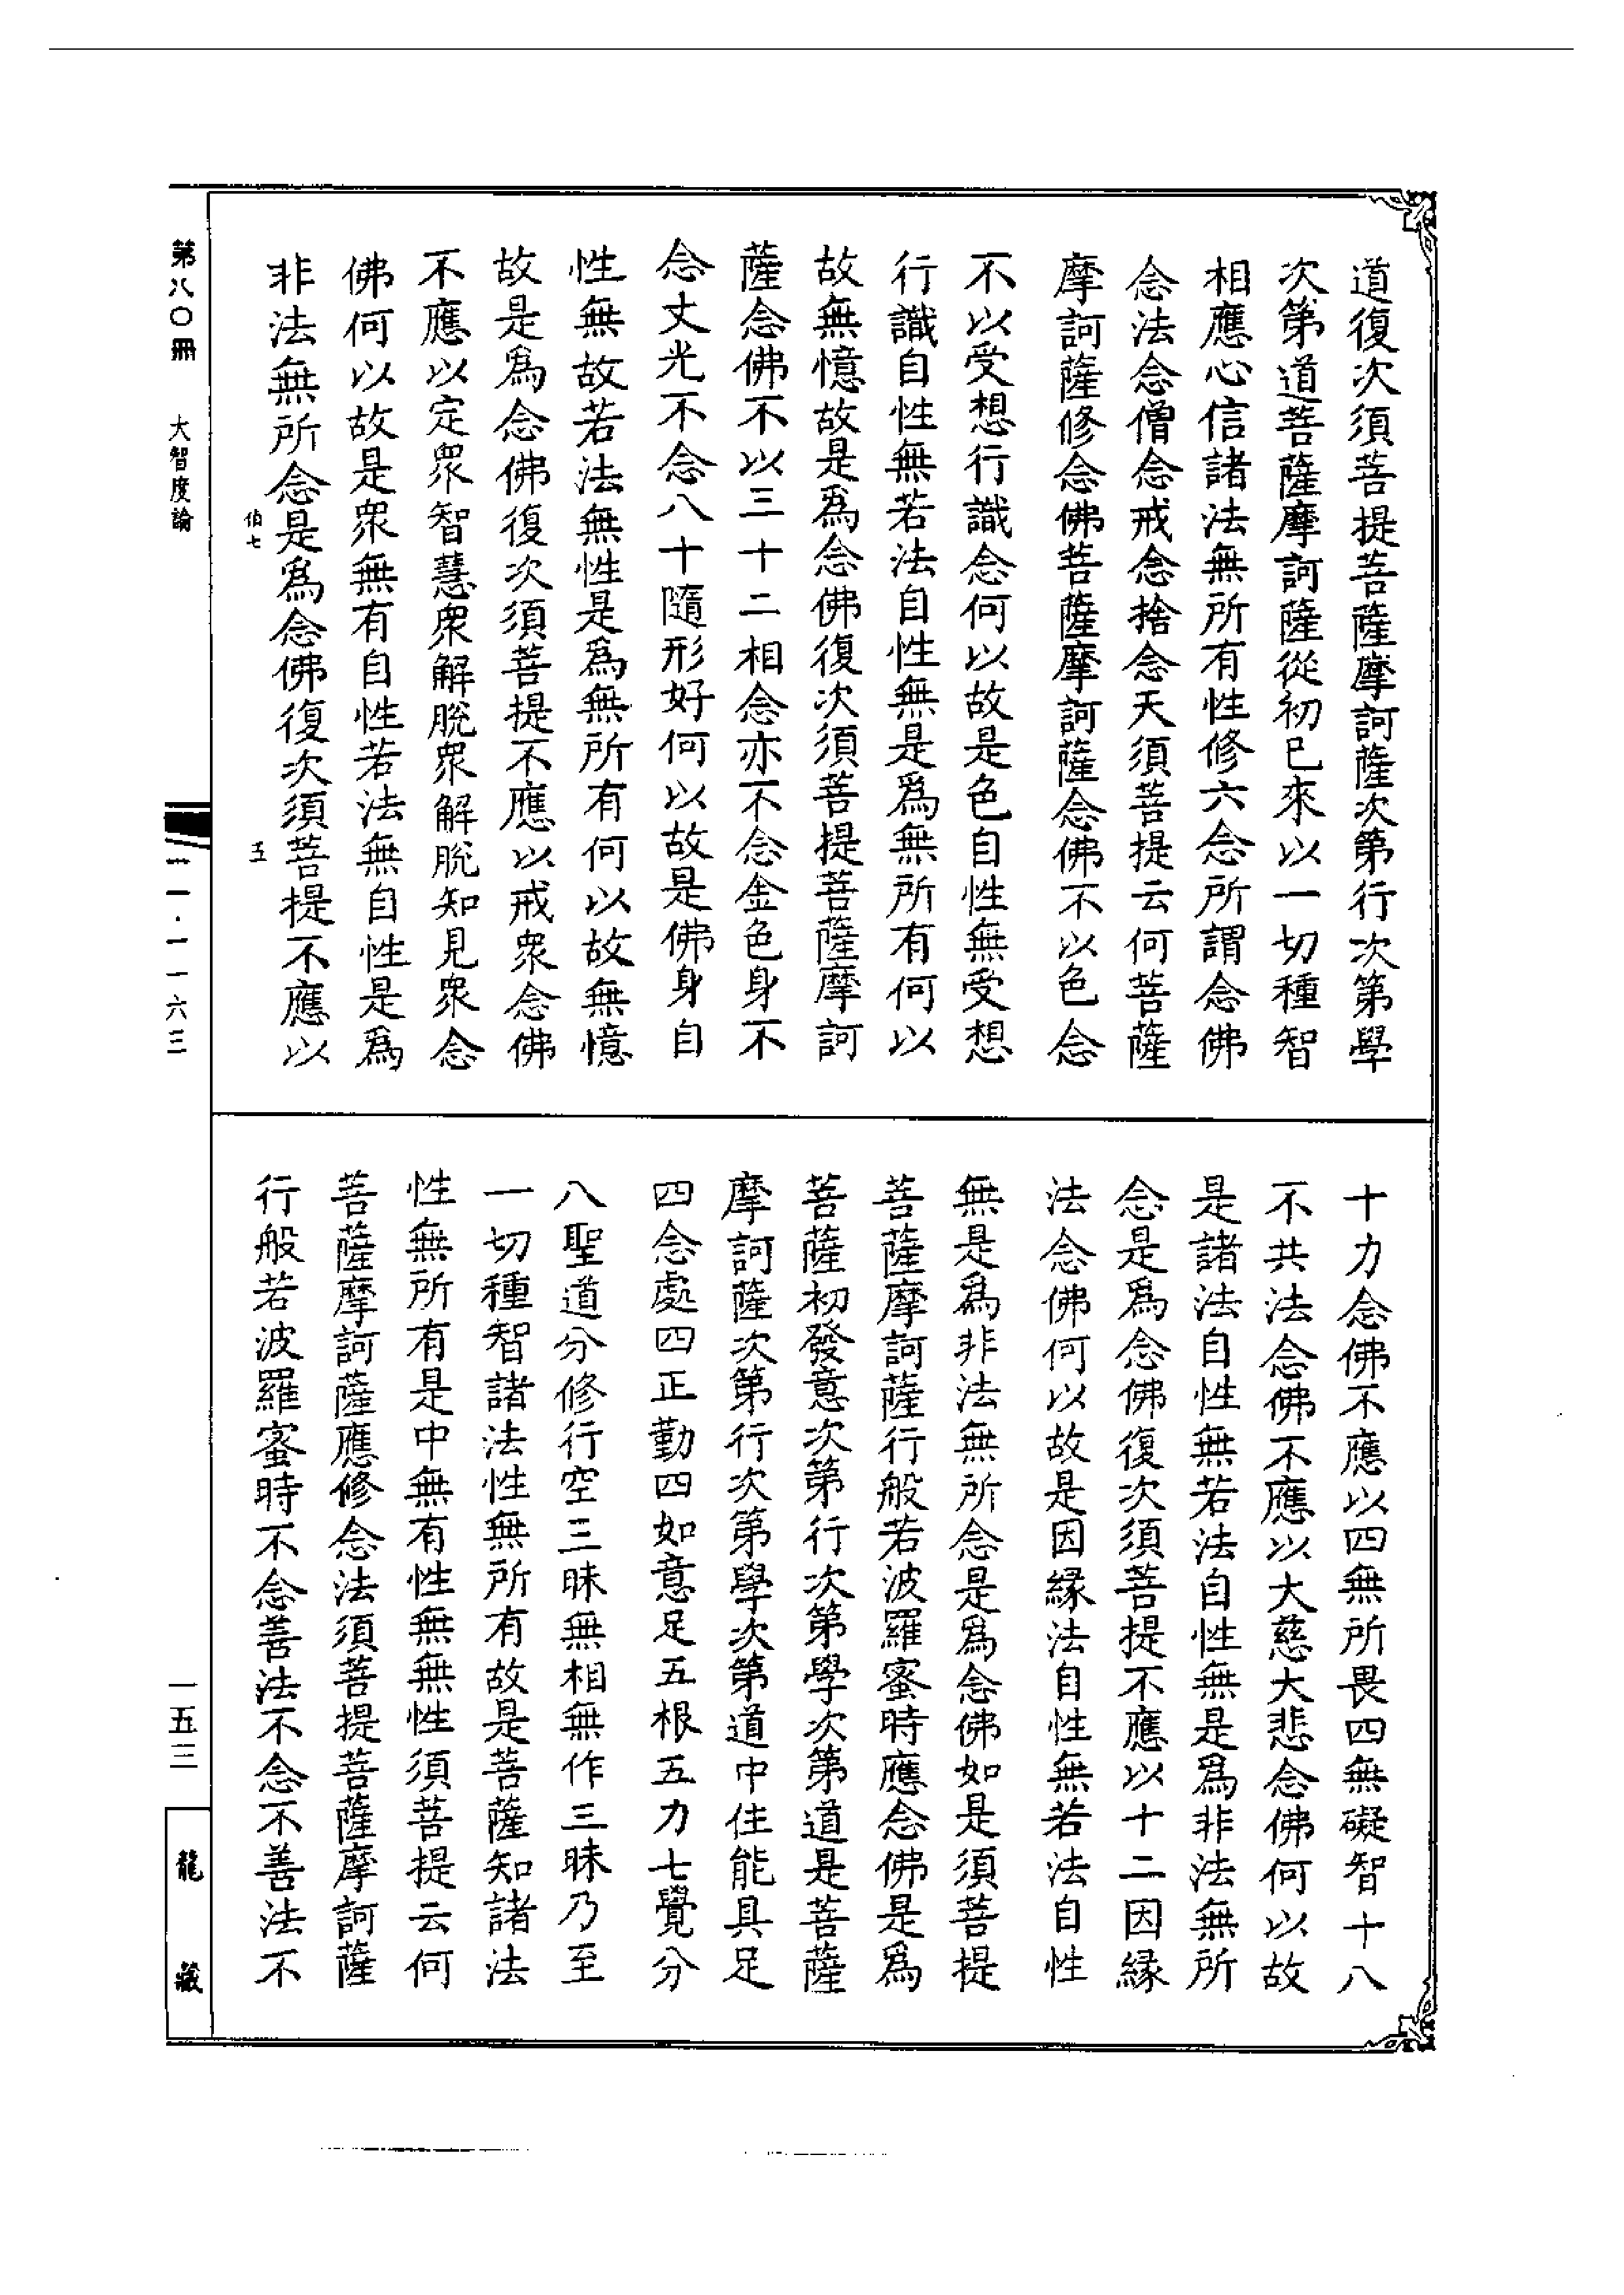 道復次須菩提菩薩摩訶薩次第行次第學
次第道菩薩摩訶薩從初已來以一切種智
相應心信諸法無所有性修六念所謂念佛
念法念僧念戒念捨念天須菩提云何菩薩
摩訶薩修念佛菩薩摩訶薩念佛不以色念
不以受想行識念何以故是色自性無受想
行識自性無若法自性無是爲無所有何以
故無憶故是爲念佛復次須菩提菩薩摩訶
薩念佛不以三十二相念亦不念金色身不
念丈光不念八十隨形好何以故是佛身自
性無故若法無性是爲無所有何以故無憶
故是爲念佛復次須菩提不應以戒衆念佛
不應以定衆智慧衆解脫衆解脫知見衆念
佛何以故是衆無有自性若法無自性是爲
非法無所念是爲念佛復次須菩提不應以
十力念佛不應以四無所畏四無礙智十八
不共法念佛不應以大慈大悲念佛何以故
是諸法自性無若法自性無是爲非法無所
念是爲念佛復次須菩提不應以十二因緣
法念佛何以故是因緣法自性無若法自性
無是爲非法無所念是爲念佛如是須菩提
菩薩摩訶薩行般若波羅蜜時應念佛是爲
菩薩初發意次第行次第學次第道是菩薩
摩訶薩次第行次第學次第道中住能具足
四念處四正勤四如意足五根五力七覺分
八聖道分修行空三昧無相無作三昧乃至
一切種智諸法性無所有故是菩薩知諸法
性無所有是中無有性無無性須菩提云何
菩薩摩訶薩應修念法須菩提菩薩摩訶薩
行般若波羅蜜時不念善法不念不善法不
伯七
五
第八〇冊
大智度論
一一·一一六三
一五三
龍藏